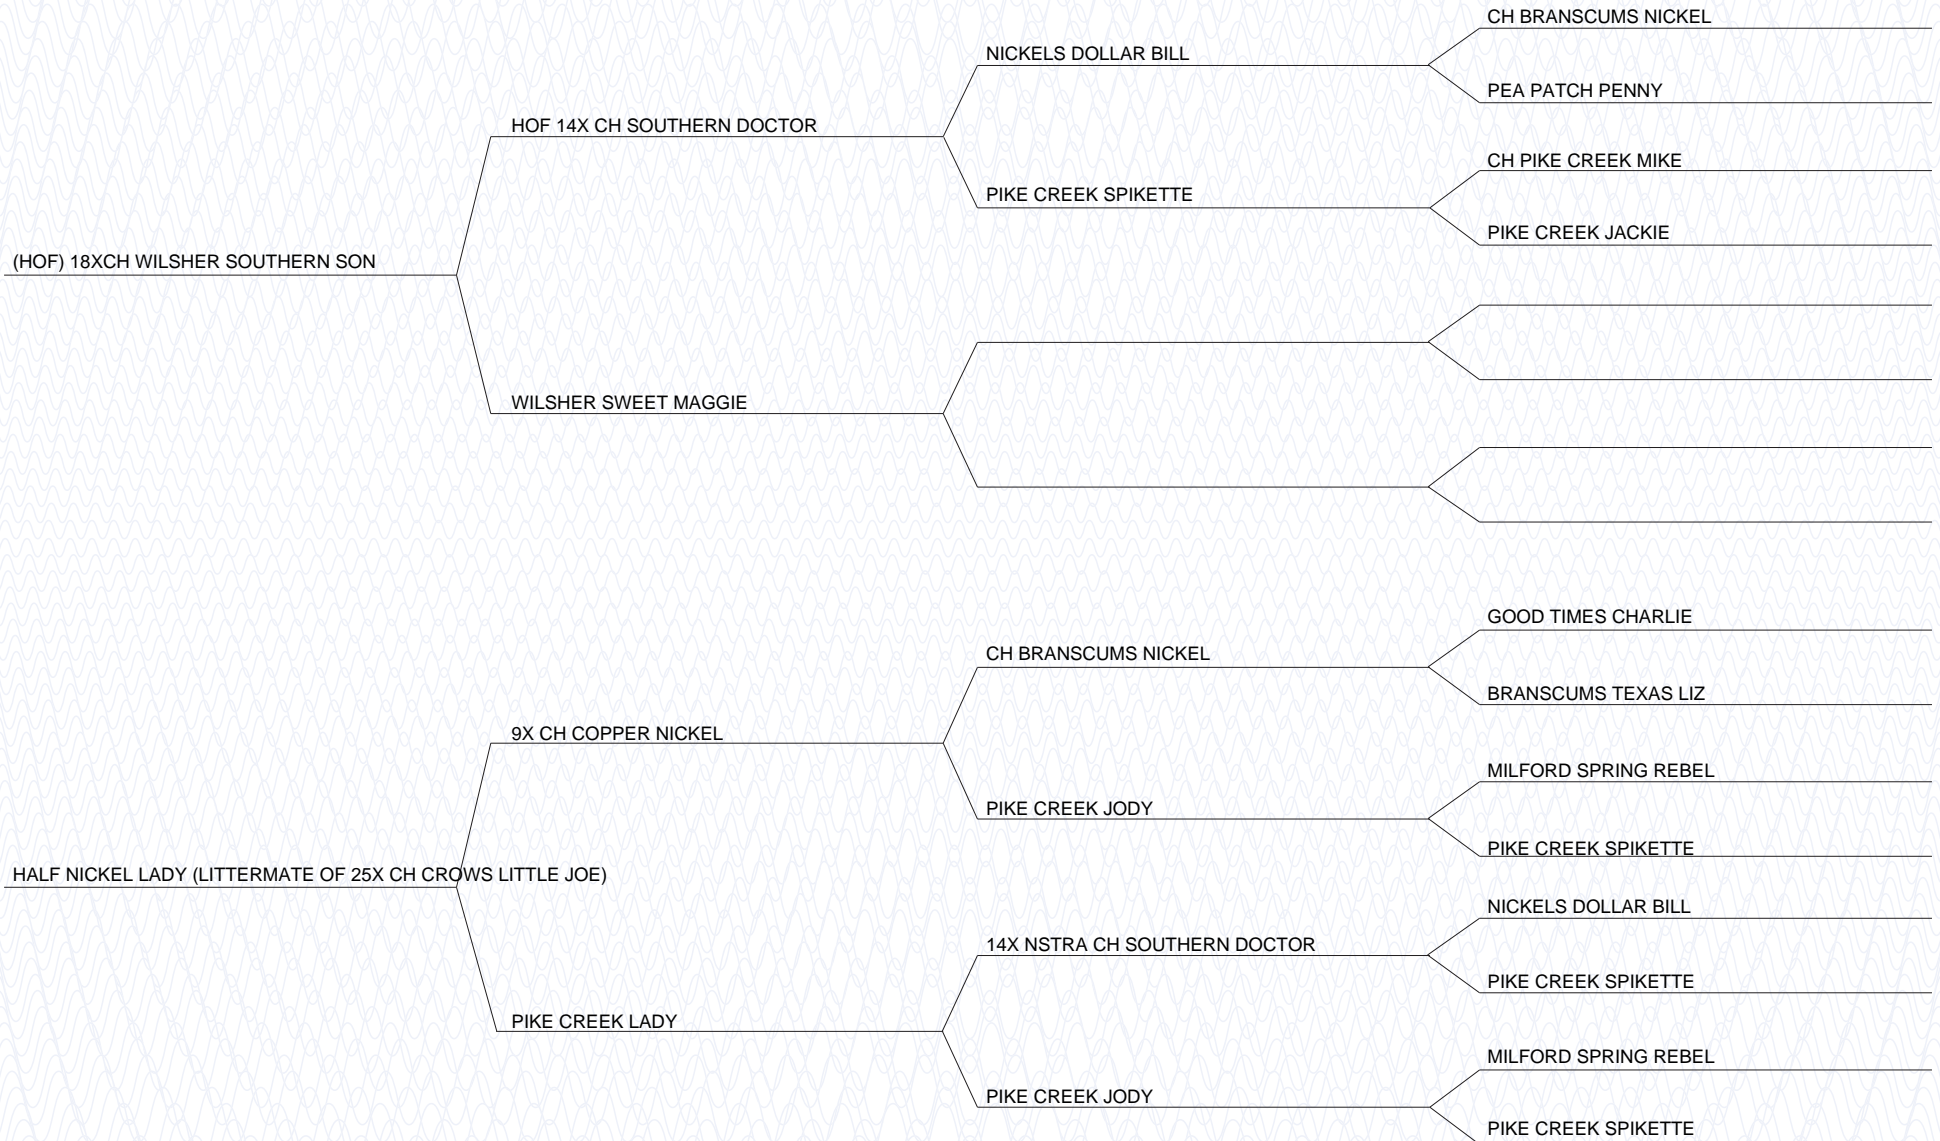 CH BRANSCUMS NICKEL
NICKELS DOLLAR BILL
PEA PATCH PENNY
HOF 14X CH SOUTHERN DOCTOR
CH PIKE CREEK MIKE
PIKE CREEK SPIKETTE
PIKE CREEK JACKIE
(HOF) 18XCH WILSHER SOUTHERN SON
WILSHER SWEET MAGGIE
GOOD TIMES CHARLIE
CH BRANSCUMS NICKEL
BRANSCUMS TEXAS LIZ
9X CH COPPER NICKEL
MILFORD SPRING REBEL
PIKE CREEK JODY
PIKE CREEK SPIKETTE
HALF NICKEL LADY (LITTERMATE OF 25X CH CROWS LITTLE JOE)
NICKELS DOLLAR BILL
14X NSTRA CH SOUTHERN DOCTOR
PIKE CREEK SPIKETTE
PIKE CREEK LADY
MILFORD SPRING REBEL
PIKE CREEK JODY
PIKE CREEK SPIKETTE